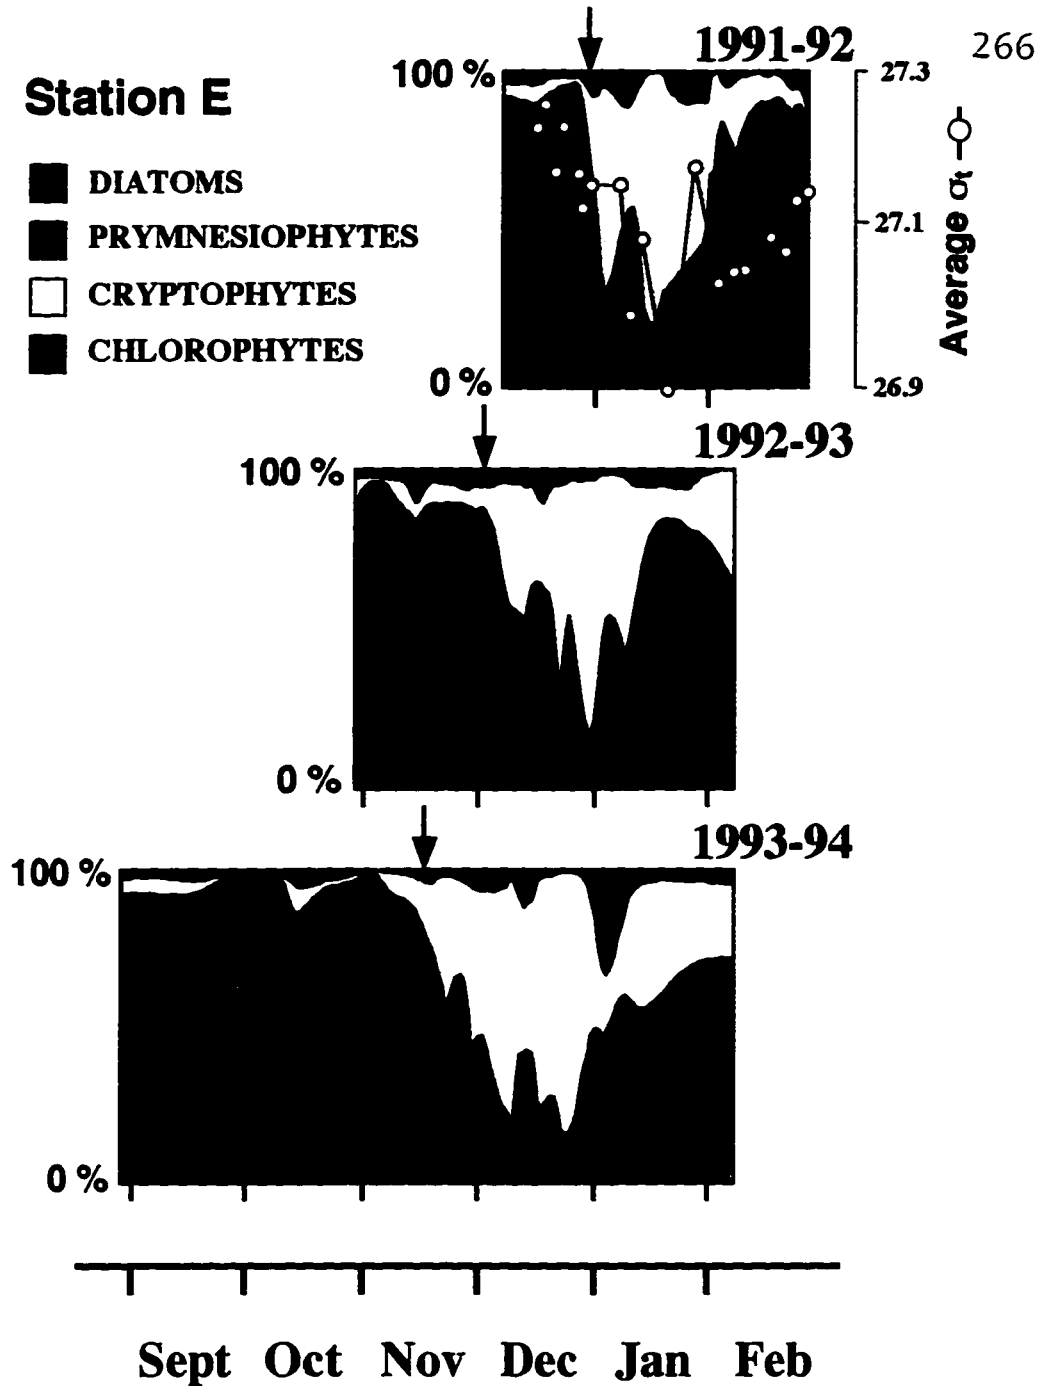 266
1991-92
Station E
DIATOMS
PRYMNESIOPHYTES
CRYPTOPHYTES
CHLOROPHYTES
100 %
0 %
27.3
27.1
26.9
Average σt
1992-93
100 %
0 %
1993-94
100 %
0 %
Sept Oct Nov Dec Jan Feb